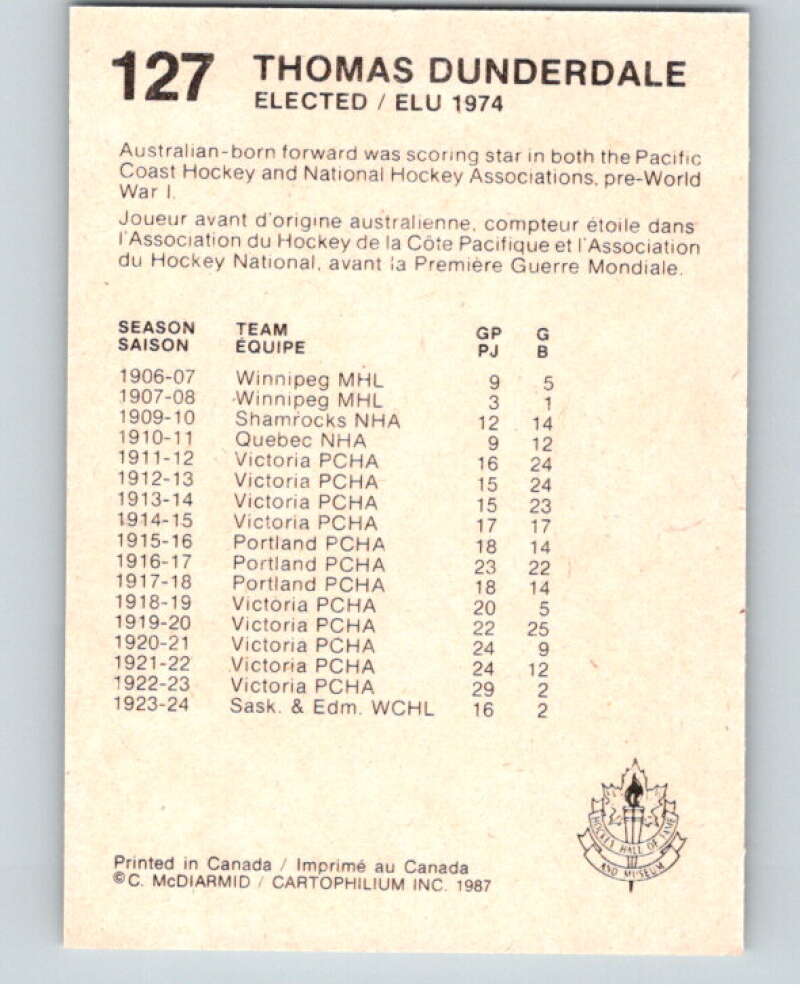 127 THOMAS DUNDERDALE
ELECTED / ELU 1974
Australian-born forward was scoring star in both the Pacific
Coast Hockey and National Hockey Associations, pre-World
War I.
Joueur avant d'origine australienne, compteur étoile dans
l'Association du Hockey de la Côte Pacifique et l'Association
du Hockey National, avant la Première Guerre Mondiale.
SEASON TEAM GP G
SAISON ÉQUIPE PJ B
1906-07 Winnipeg MHL 9 5
1907-08 Winnipeg MHL 3 1
1909-10 Shamrocks NHA 12 14
1910-11 Quebec NHA 9 12
1911-12 Victoria PCHA 16 24
1912-13 Victoria PCHA 15 24
1913-14 Victoria PCHA 15 23
1914-15 Victoria PCHA 17 17
1915-16 Portland PCHA 18 14
1916-17 Portland PCHA 23 22
1917-18 Portland PCHA 18 14
1918-19 Victoria PCHA 20 5
1919-20 Victoria PCHA 22 25
1920-21 Victoria PCHA 24 9
1921-22 Victoria PCHA 24 12
1922-23 Victoria PCHA 29 2
1923-24 Sask. & Edm. WCHL 16 2
HOCKEY HALL OF FAME
AND MUSEUM
Printed in Canada / Imprimé au Canada
©C. McDIARMID / CARTOPHILIUM INC. 1987